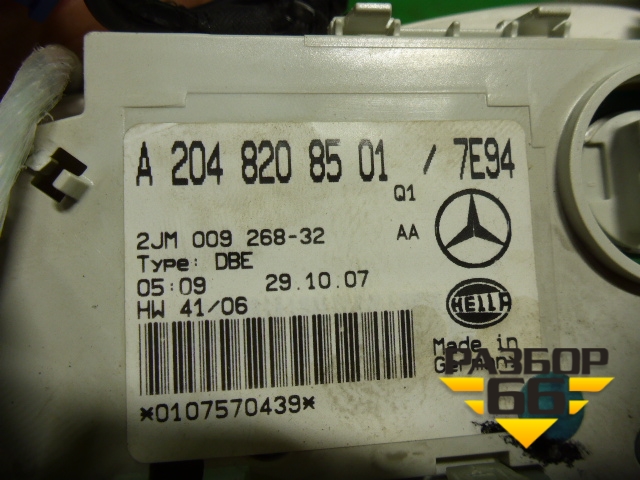 A 204 820 85 01 / 7E94
Q1
2JM 009 268-32 AA
Type: DBE
05:09 29.10.07
HW 41/06
HELLA
Made in
Germany
*0107570439*
РАЗБОР
66